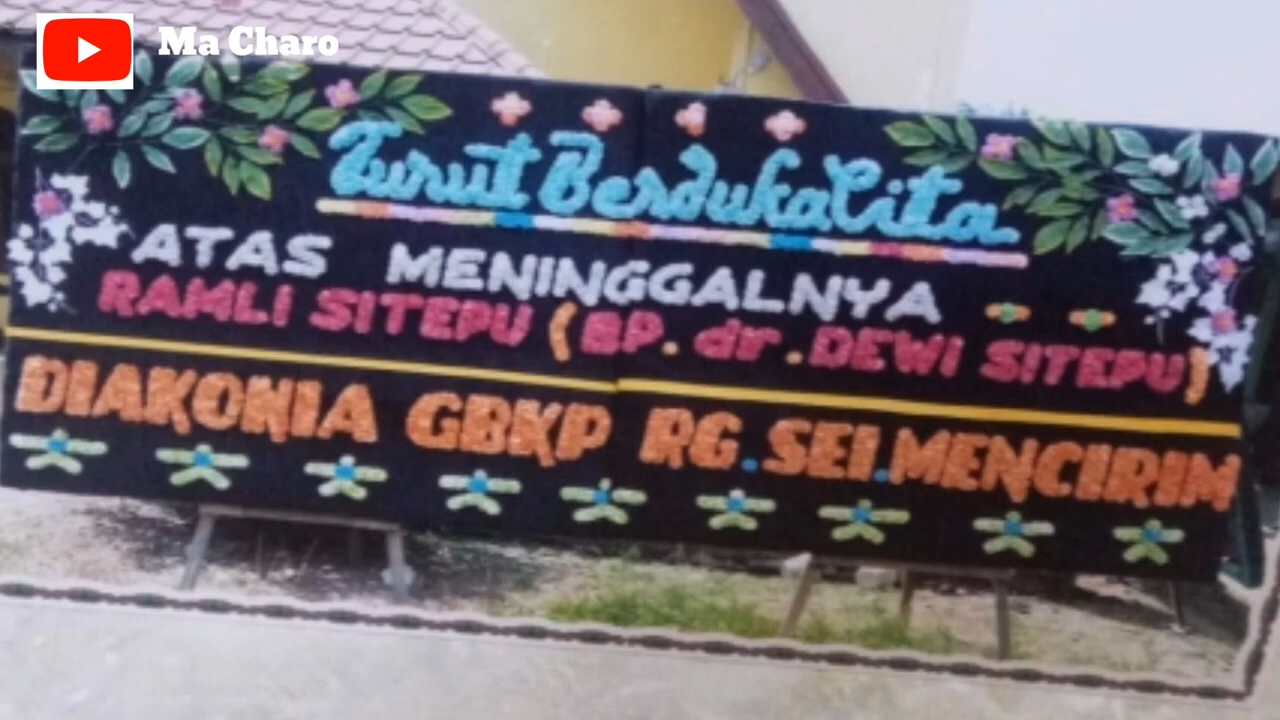 Ma Charo
Turut Berduka Cita
ATAS MENINGGALNYA
RAMLI SITEPU (BP. dr. DEWI SITEPU)
DIAKONIA GBKP RG.SEI.MENCIRIM